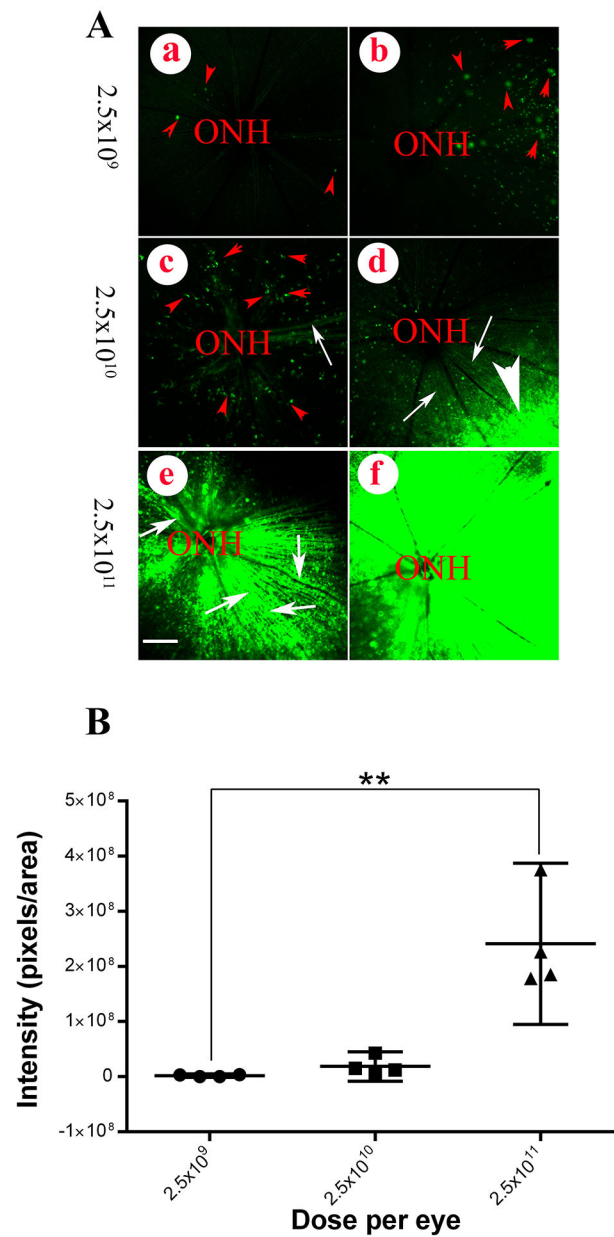 A
a
b
2.5x10⁹
ONH
ONH
c
d
2.5x10¹⁰
ONH
ONH
e
f
2.5x10¹¹
ONH
ONH
B
**
5×10⁸
4×10⁸
3×10⁸
2×10⁸
1×10⁸
0
-1×10⁸
Intensity (pixels/area)
2.5x10⁹
2.5x10¹⁰
2.5x10¹¹
Dose per eye